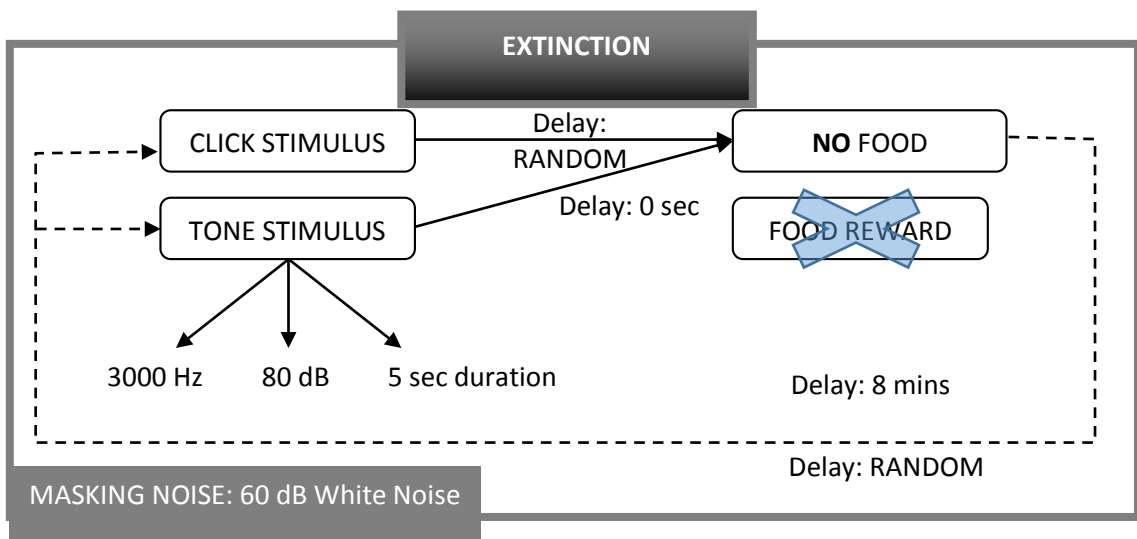 EXTINCTION
CLICK STIMULUS
Delay:
RANDOM
NO FOOD
TONE STIMULUS
Delay: 0 sec
FOOD REWARD
3000 Hz
80 dB
5 sec duration
Delay: 8 mins
Delay: RANDOM
MASKING NOISE: 60 dB White Noise